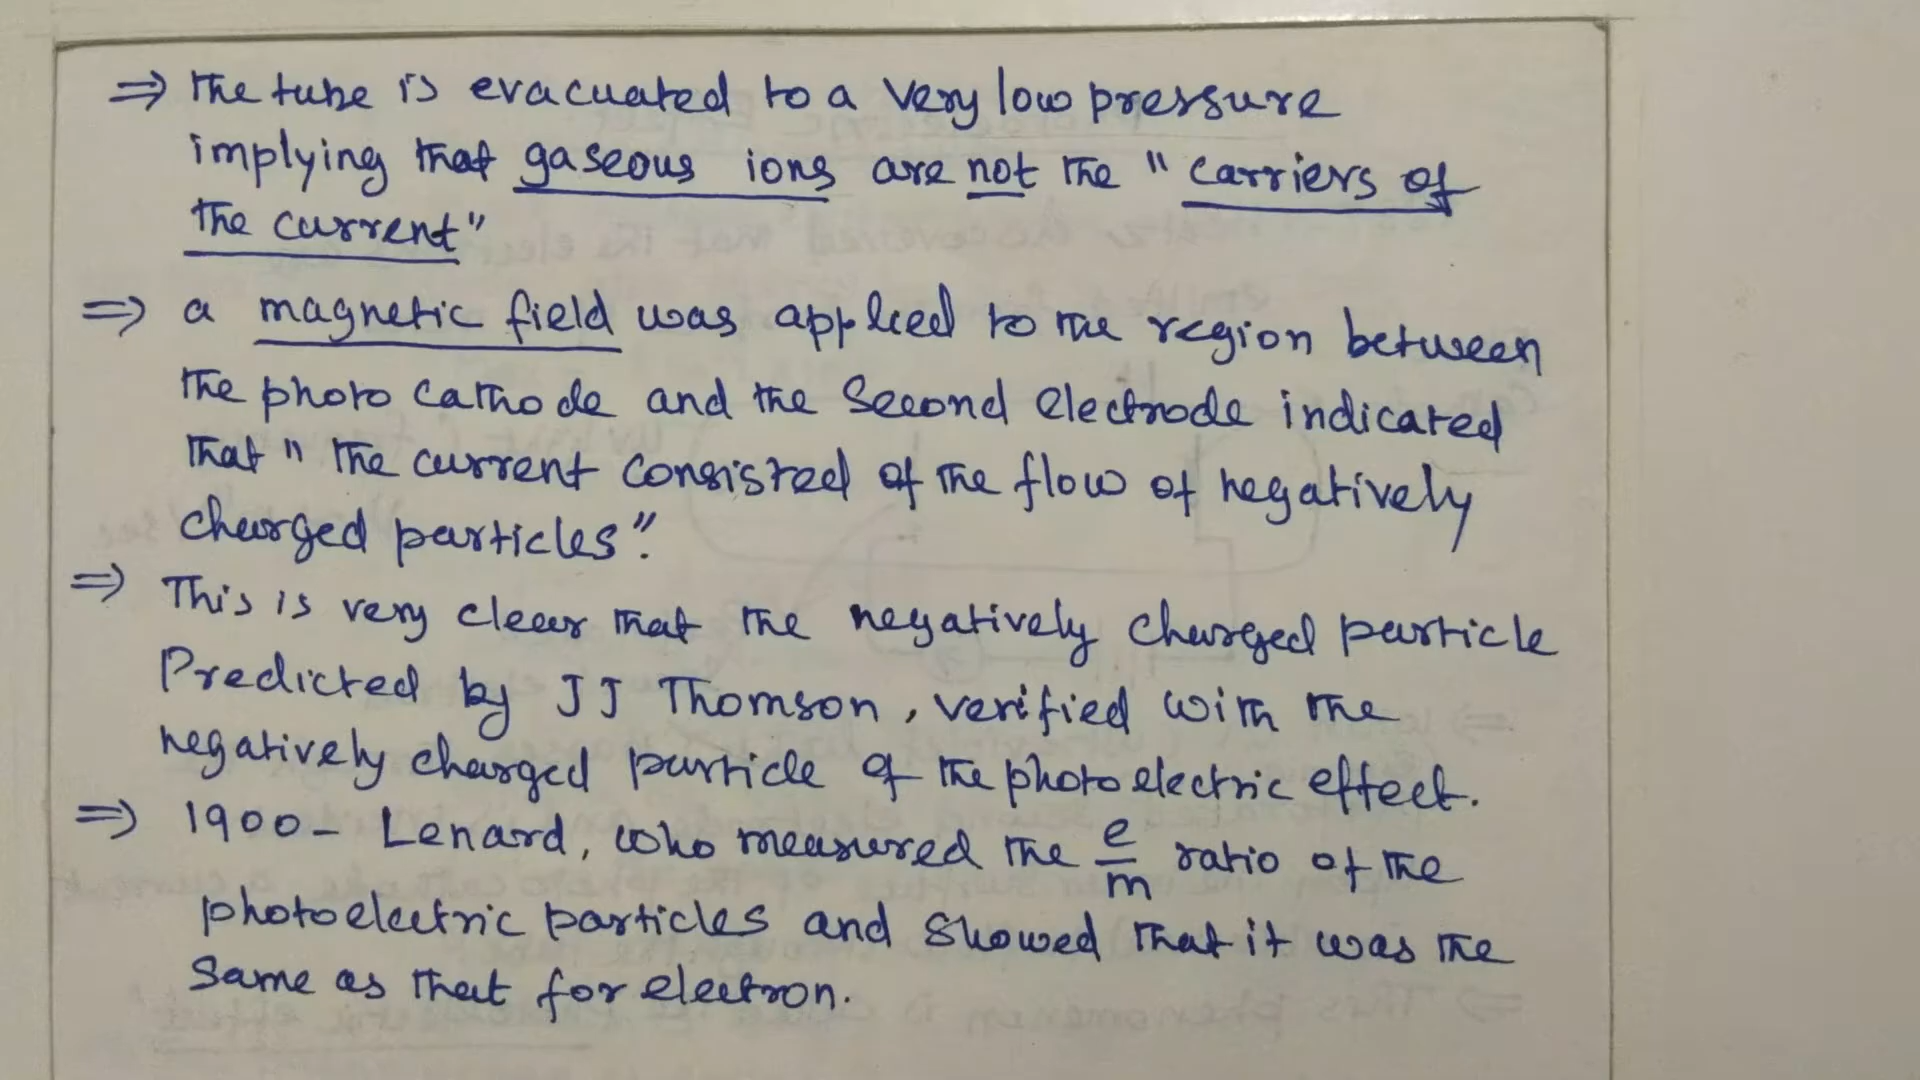 ⇒ The tube is evacuated to a very low pressure
implying that gaseous ions are not the "carriers of
the current"
⇒ a magnetic field was applied to the region between
the photo cathode and the second electrode indicated
that " the current consisted of the flow of negatively
charged particles".
⇒ This is very clear that the negatively charged particle
Predicted by JJ Thomson, verified with the
negatively charged particle of the photoelectric effect.
⇒ 1900- Lenard, who measured the e/m ratio of the
photoelectric particles and showed that it was the
same as that for electron.